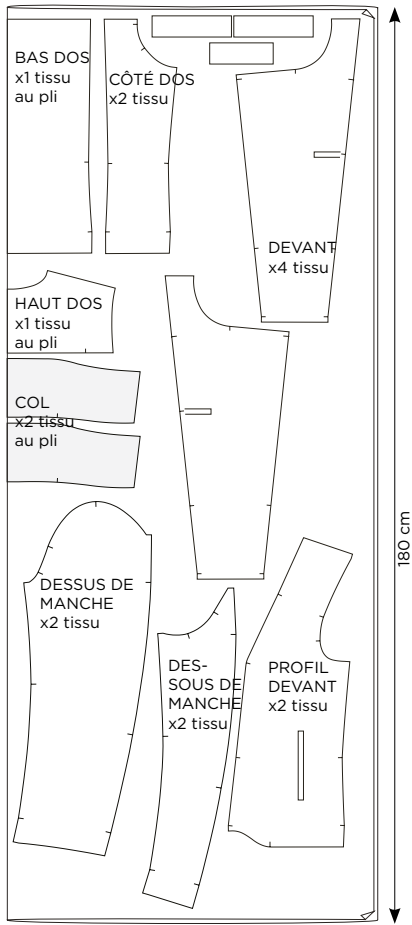 BAS DOS
x1 tissu
au pli
CÔTÉ DOS
x2 tissu
DEVANT
x4 tissu
HAUT DOS
x1 tissu
au pli
COL
x2 tissu
au pli
DESSUS DE
MANCHE
x2 tissu
DES-
SOUS DE
MANCHE
x2 tissu
PROFIL
DEVANT
x2 tissu
180 cm